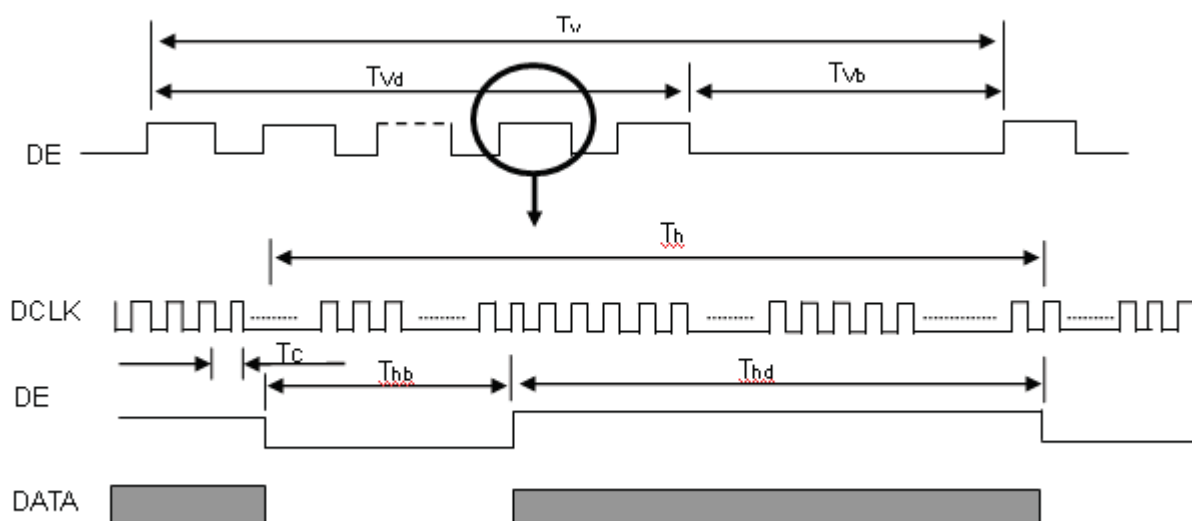 Tv
TVd
TVb
DE
Th
DCLK
Tc
Thb
Thd
DE
DATA